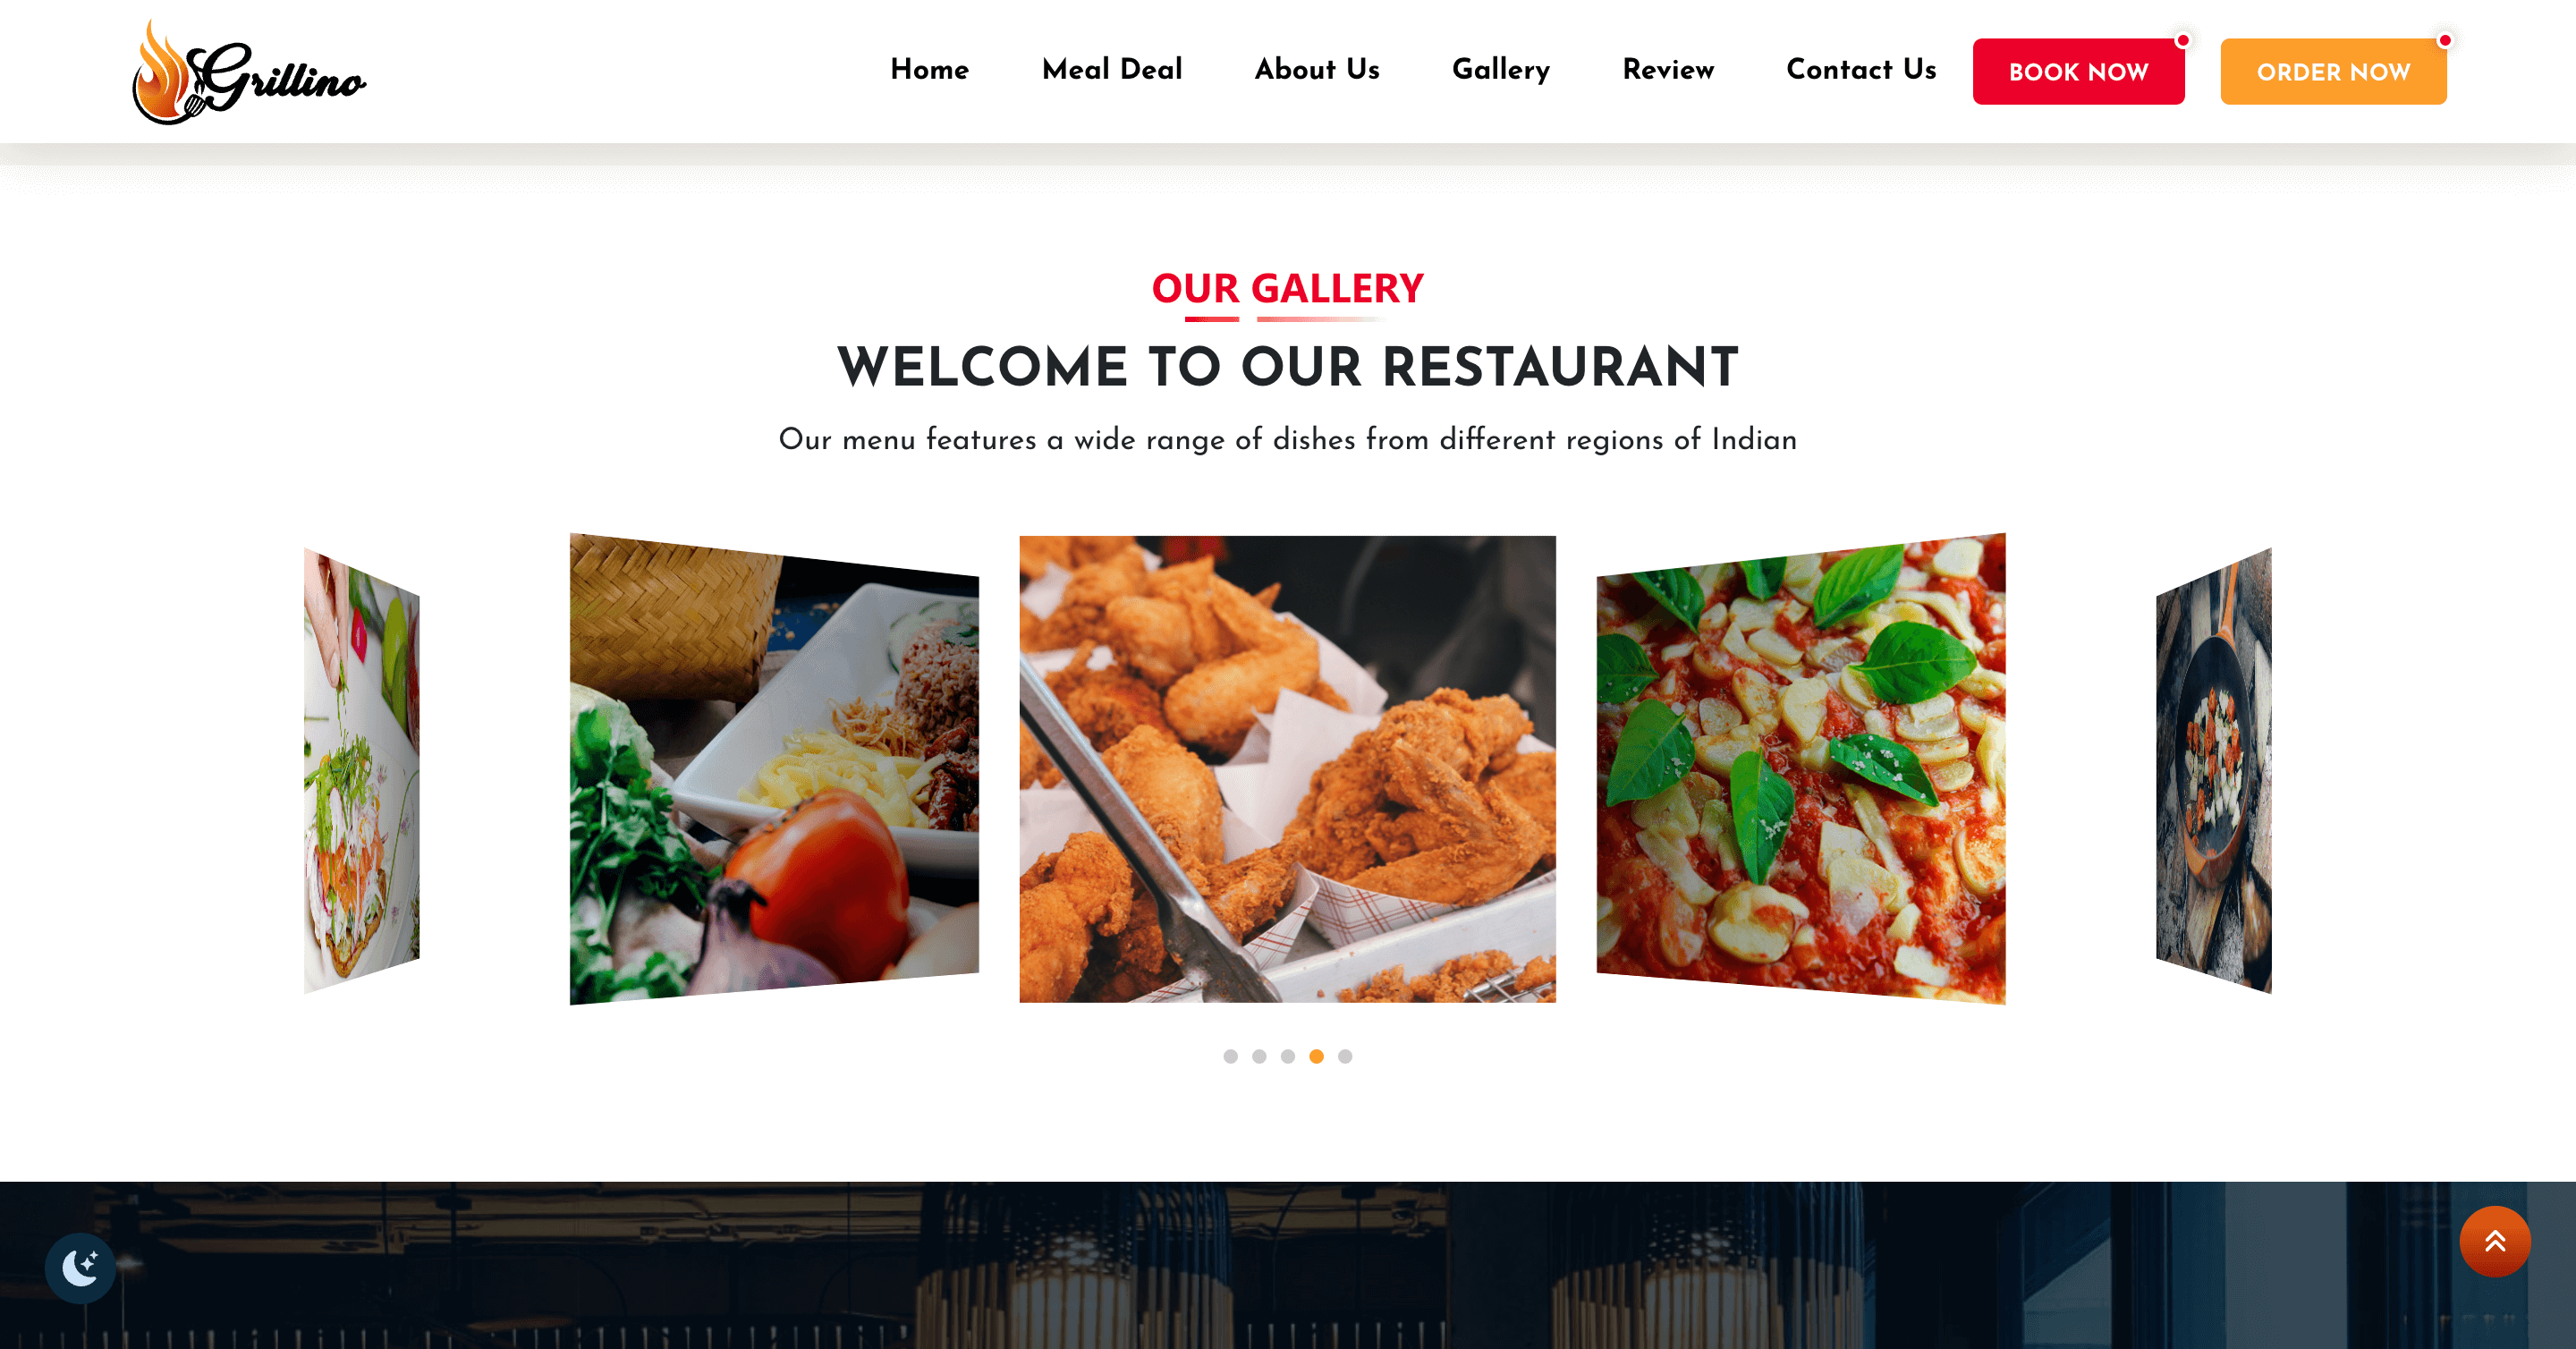 Grillino
Home Meal Deal About Us Gallery Review Contact Us BOOK NOW ORDER NOW
OUR GALLERY
WELCOME TO OUR RESTAURANT
Our menu features a wide range of dishes from different regions of Indian